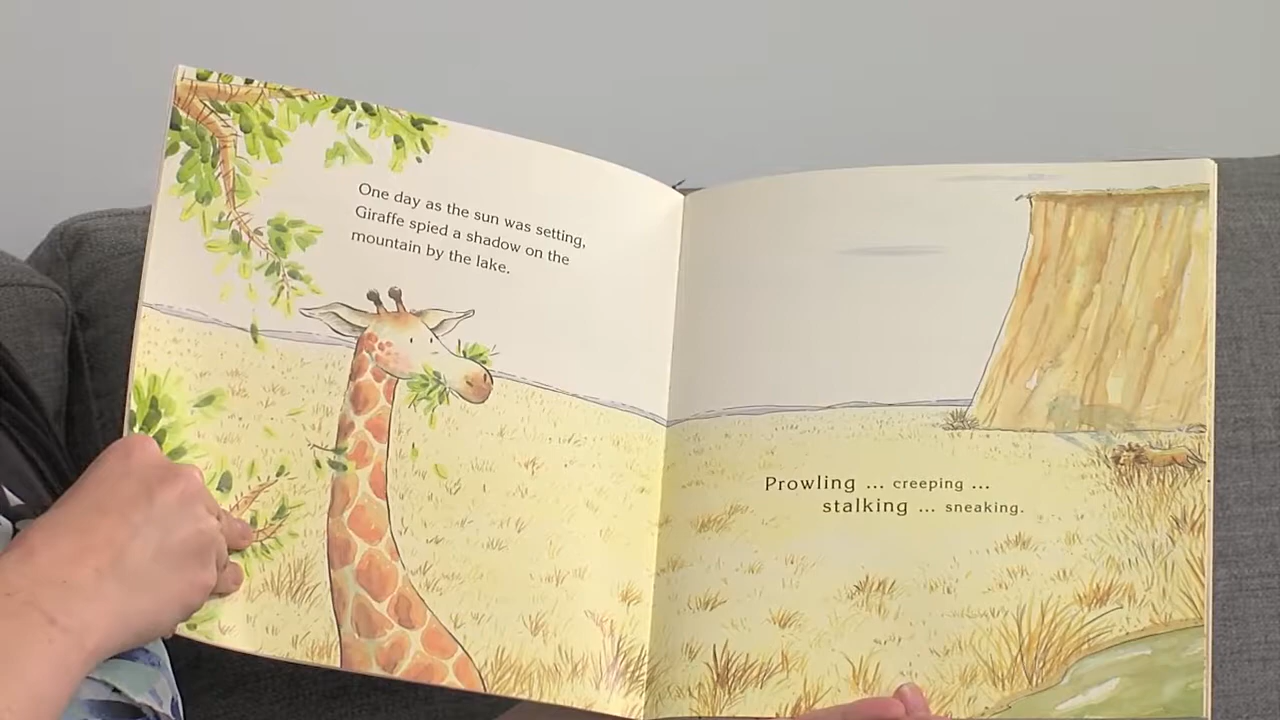 One day as the sun was setting,
Giraffe spied a shadow on the
mountain by the lake.
Prowling ... creeping ...
stalking ... sneaking.